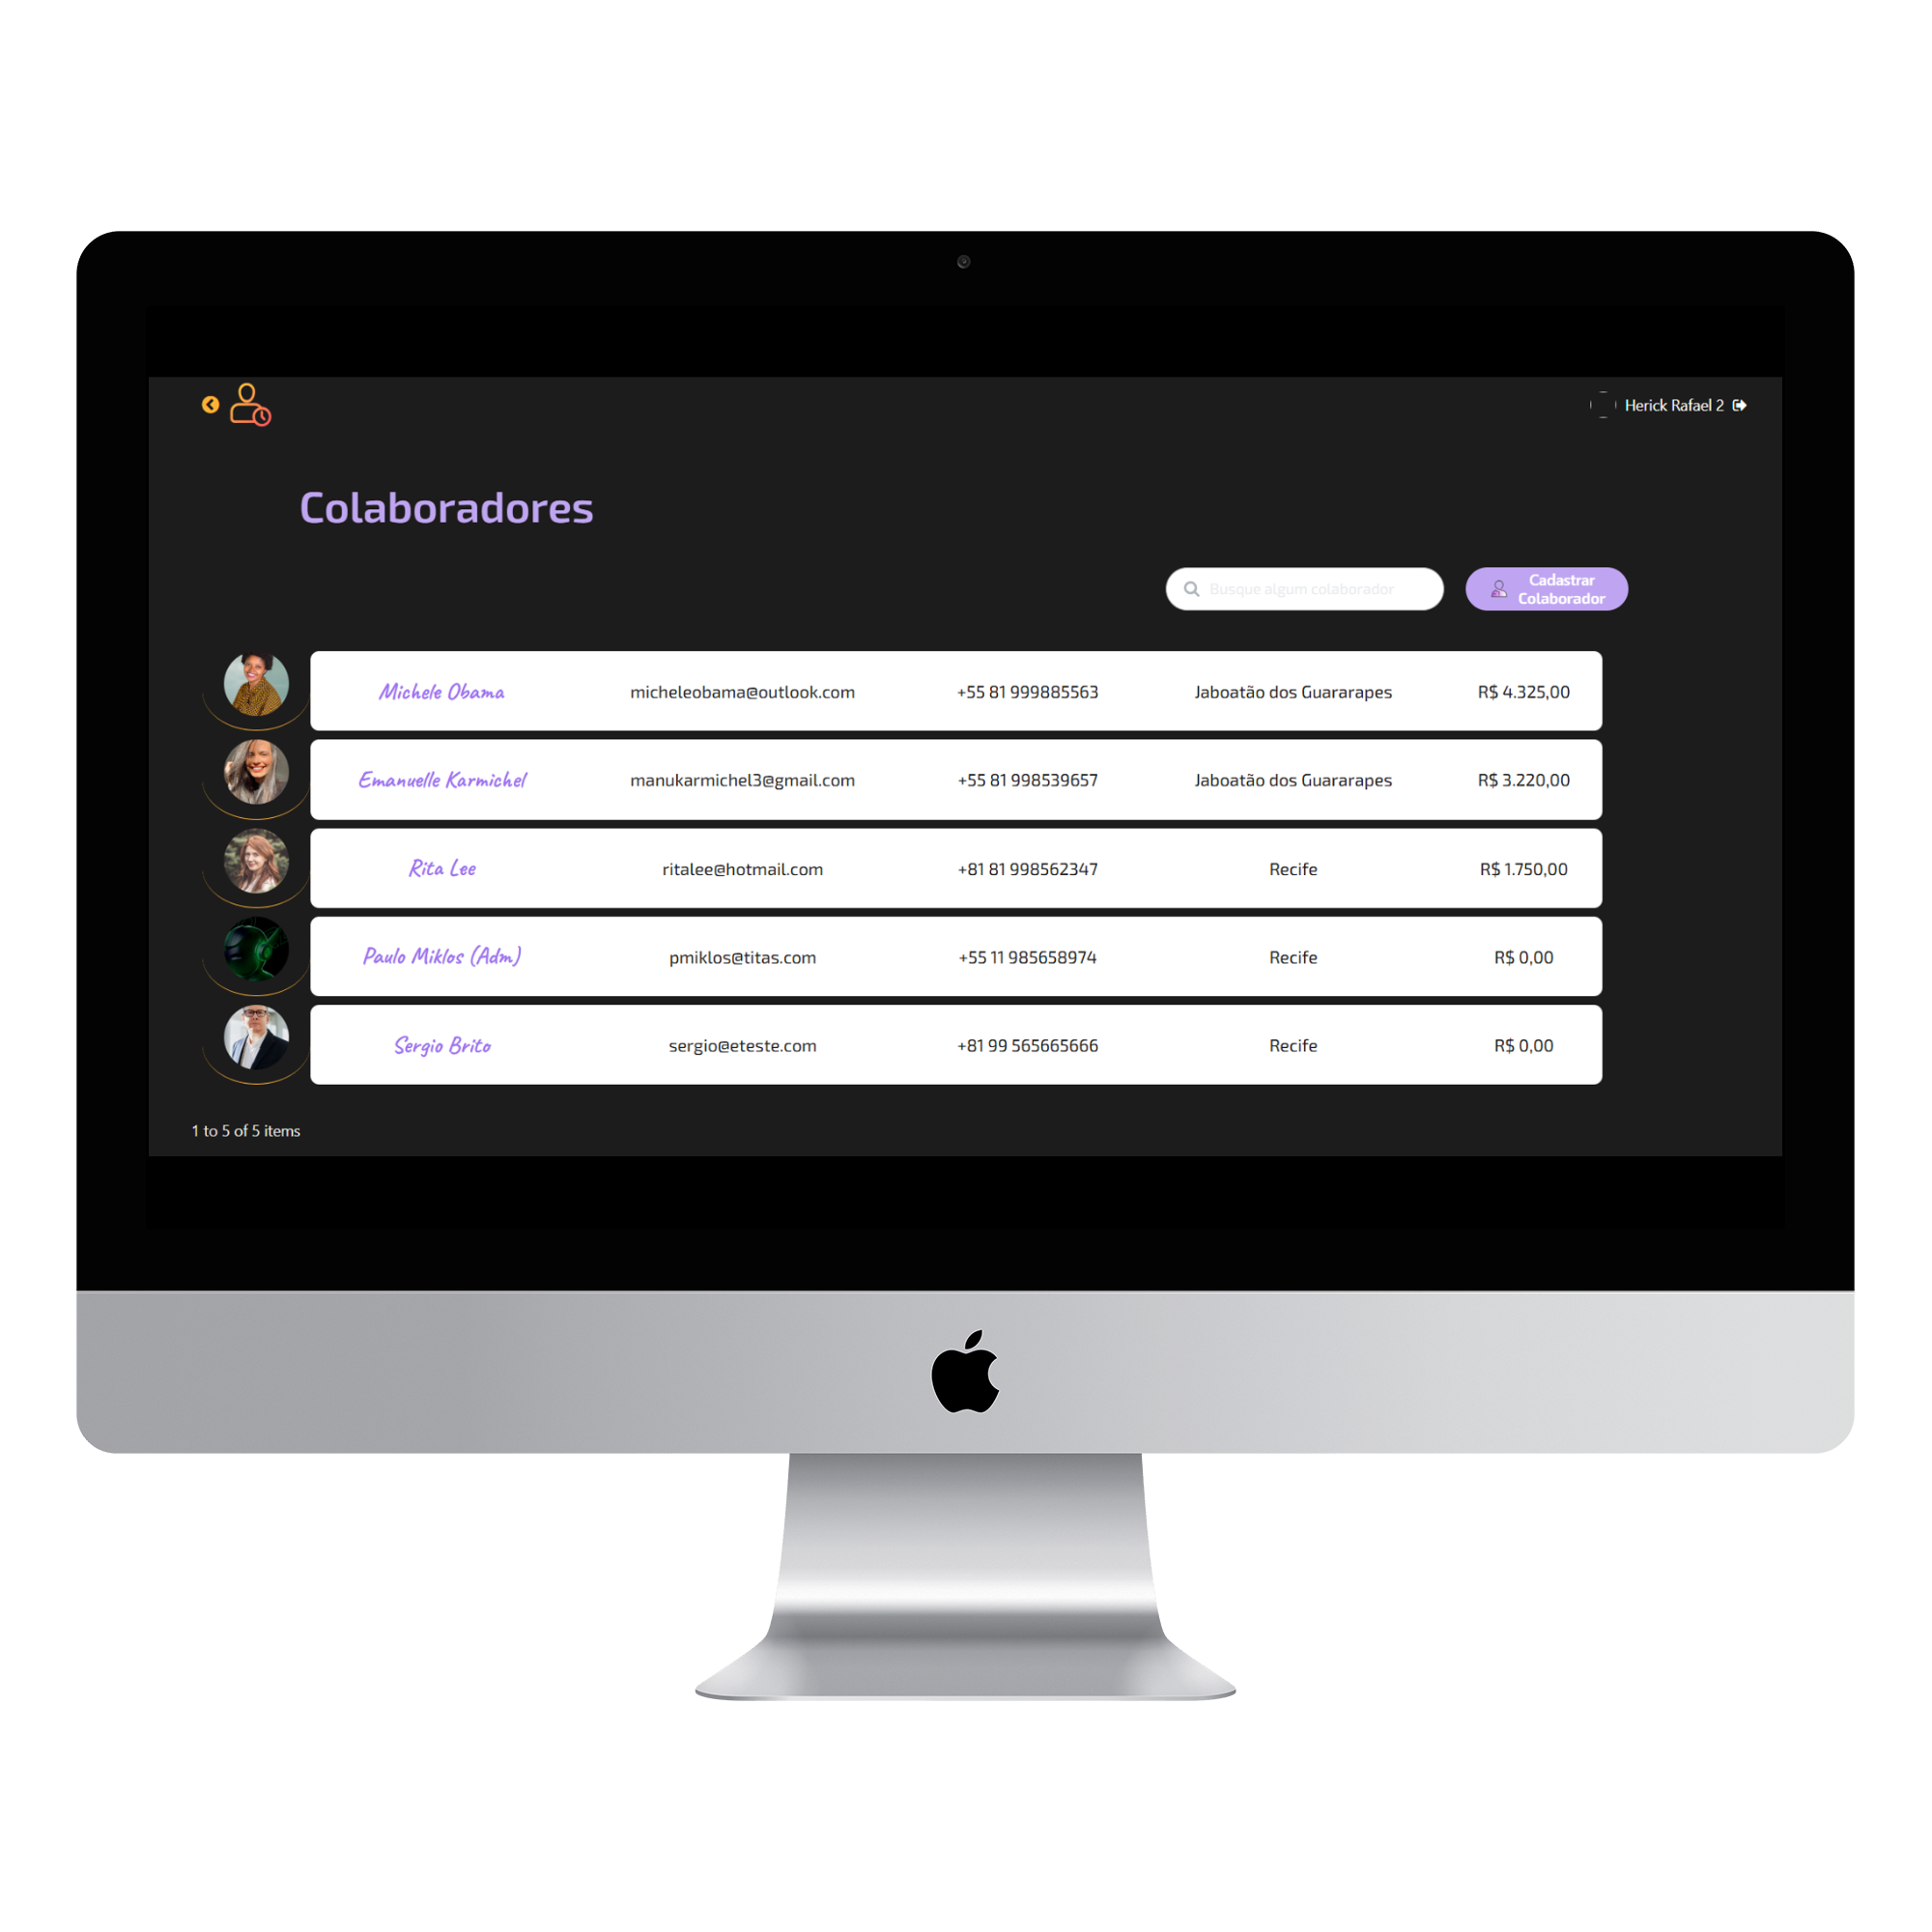 Herick Rafael 2
Colaboradores
Busque algum colaborador
Cadastrar
Colaborador
Michele Obama micheleobama@outlook.com +55 81 999885563 Jaboatão dos Guararapes R$ 4.325,00
Emanuelle Karmichel manukarmichel3@gmail.com +55 81 998539657 Jaboatão dos Guararapes R$ 3.220,00
Rita Lee ritalee@hotmail.com +81 81 998562347 Recife R$ 1.750,00
Paulo Miklos (Adm) pmiklos@titas.com +55 11 985658974 Recife R$ 0,00
Sergio Brito sergio@eteste.com +81 99 565665666 Recife R$ 0,00
1 to 5 of 5 items